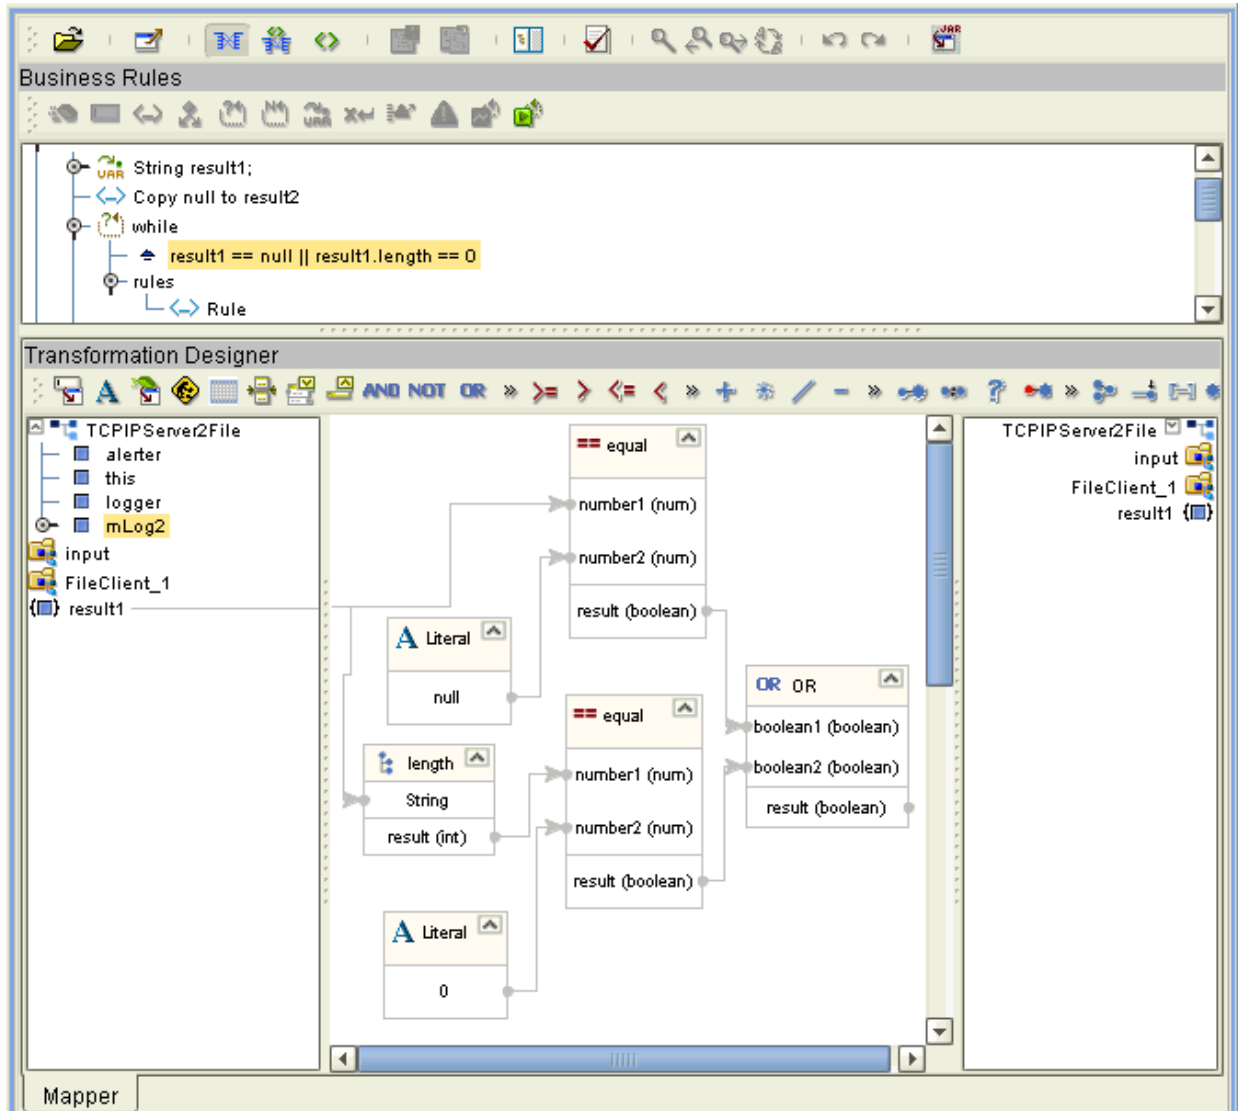 VAR
Business Rules
VAR
VAR String result1;
Copy null to result2
while
result1 == null || result1.length == 0
rules
Rule
Transformation Designer
A AND NOT OR » >= > <= < » + / − »  ? »
TCPIPServer2File
alerter
this
logger
mLog2
input
FileClient_1
{ } result1
== equal
number1 (num)
number2 (num)
result (boolean)
A Literal
null
length
String
result (int)
A Literal
0
== equal
number1 (num)
number2 (num)
result (boolean)
OR OR
boolean1 (boolean)
boolean2 (boolean)
result (boolean)
TCPIPServer2File
input
FileClient_1
result1 { }
Mapper